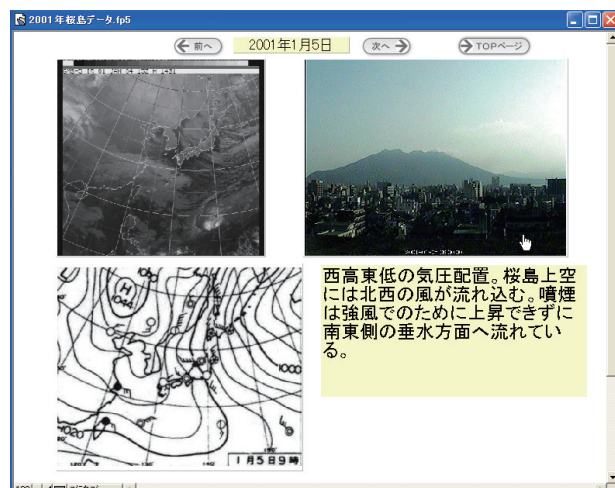 2001年桜島データ.fp5
前へ
2001年1月5日
次へ
TOPページ
西高東低の気圧配置。桜島上空
には北西の風が流れ込む。噴煙
は強風でのために上昇できずに
南東側の垂水方面へ流れてい
る。
H
1044
1020
1000
1月5日9時